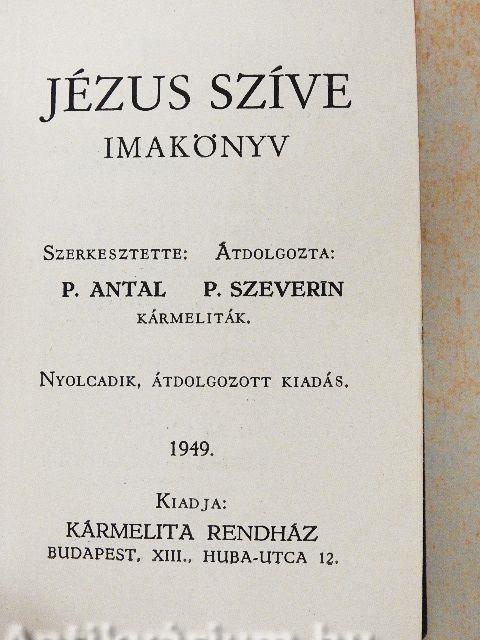 JÉZUS SZÍVE
IMAKÖNYV
SZERKESZTETTE: ÁTDOLGOZTA:
P. ANTAL P. SZEVERIN
KÁRMELITÁK.
NYOLCADIK, ÁTDOLGOZOTT KIADÁS.
1949.
KIADJA:
KÁRMELITA RENDHÁZ
BUDAPEST, XIII., HUBA-UTCA 12.